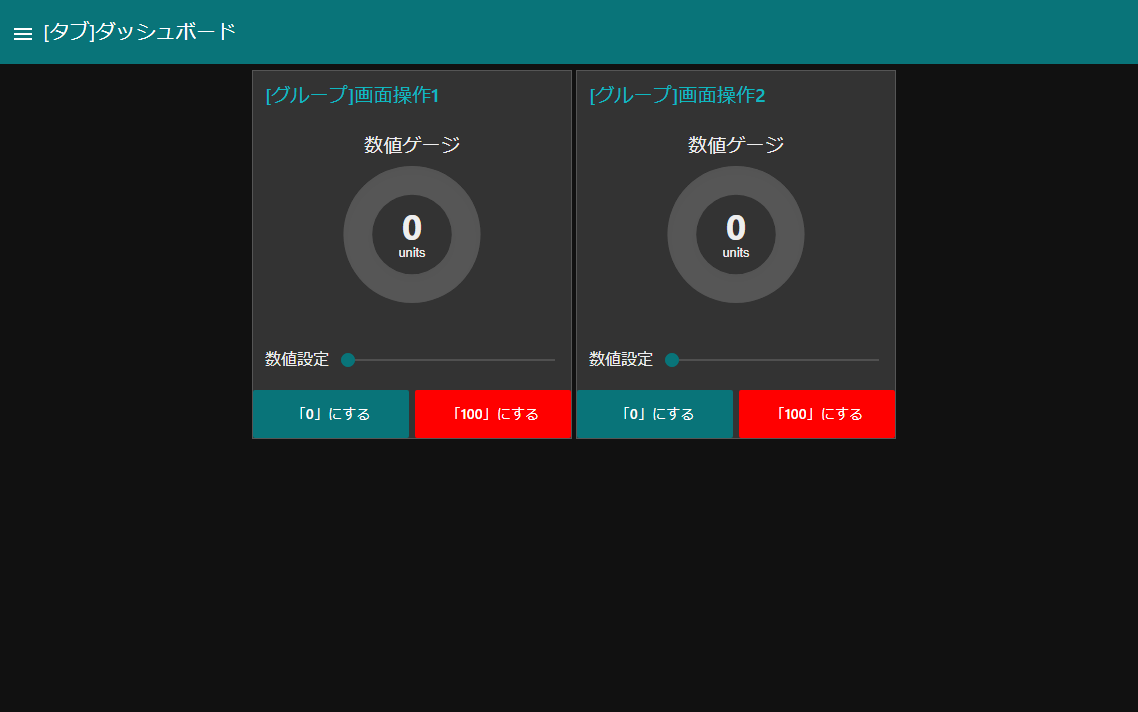 [タブ]ダッシュボード
[グループ]画面操作1
数値ゲージ
0
units
数値設定
「0」にする
「100」にする
[グループ]画面操作2
数値ゲージ
0
units
数値設定
「0」にする
「100」にする